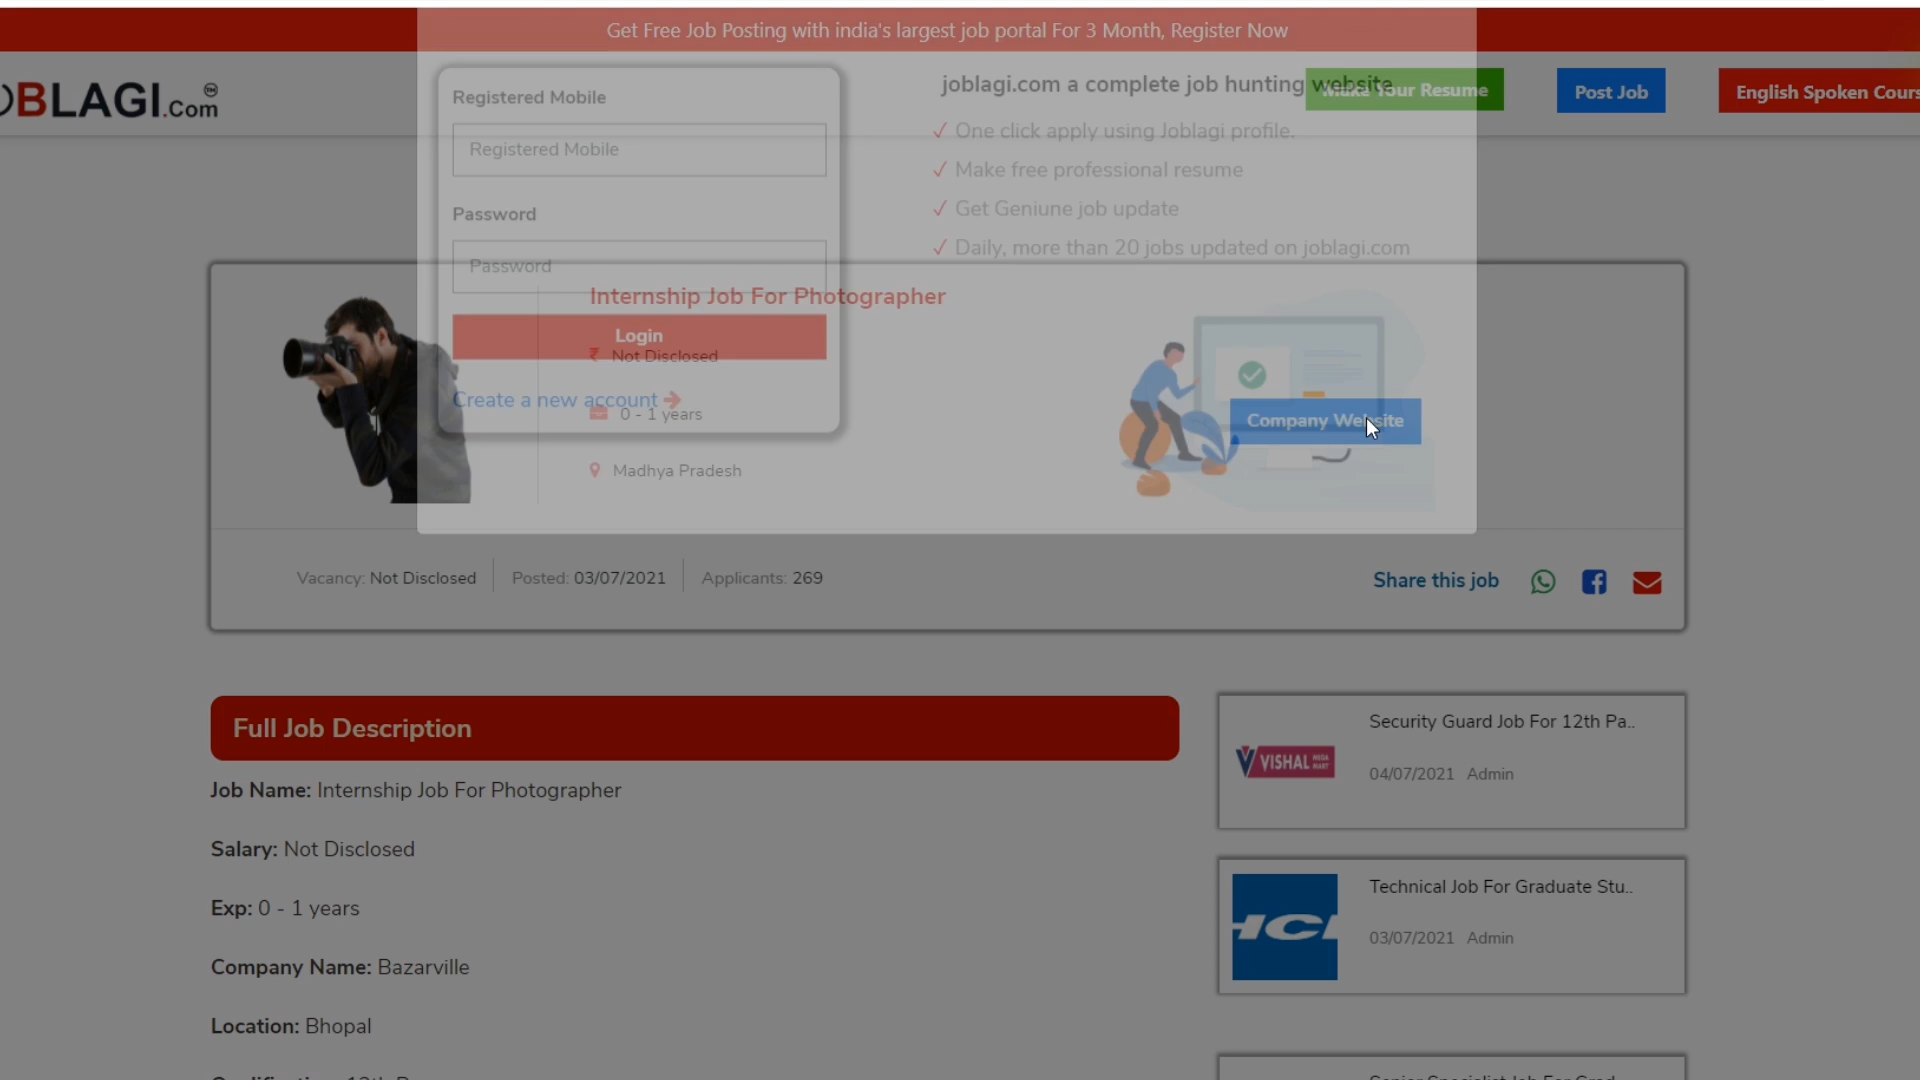 Get Free Job Posting with india's largest job portal For 3 Month, Register Now
OBLAGI.Com TM
Make Your Resume
Post Job
English Spoken Cours
Registered Mobile
Registered Mobile
Password
Password
Login
Create a new account
joblagi.com a complete job hunting website
✓ One click apply using Joblagi profile.
✓ Make free professional resume
✓ Get Geniune job update
✓ Daily, more than 20 jobs updated on joblagi.com
Internship Job For Photographer
₹ Not Disclosed
0 - 1 years
Madhya Pradesh
Company Website
Vacancy: Not Disclosed
Posted: 03/07/2021
Applicants: 269
Share this job
Full Job Description
Job Name: Internship Job For Photographer
Salary: Not Disclosed
Exp: 0 - 1 years
Company Name: Bazarville
Location: Bhopal
VISHAL MEGA MART
Security Guard Job For 12th Pa..
04/07/2021 Admin
HCL
Technical Job For Graduate Stu..
03/07/2021 Admin